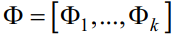 Φ = [Φ₁,...,Φₖ]